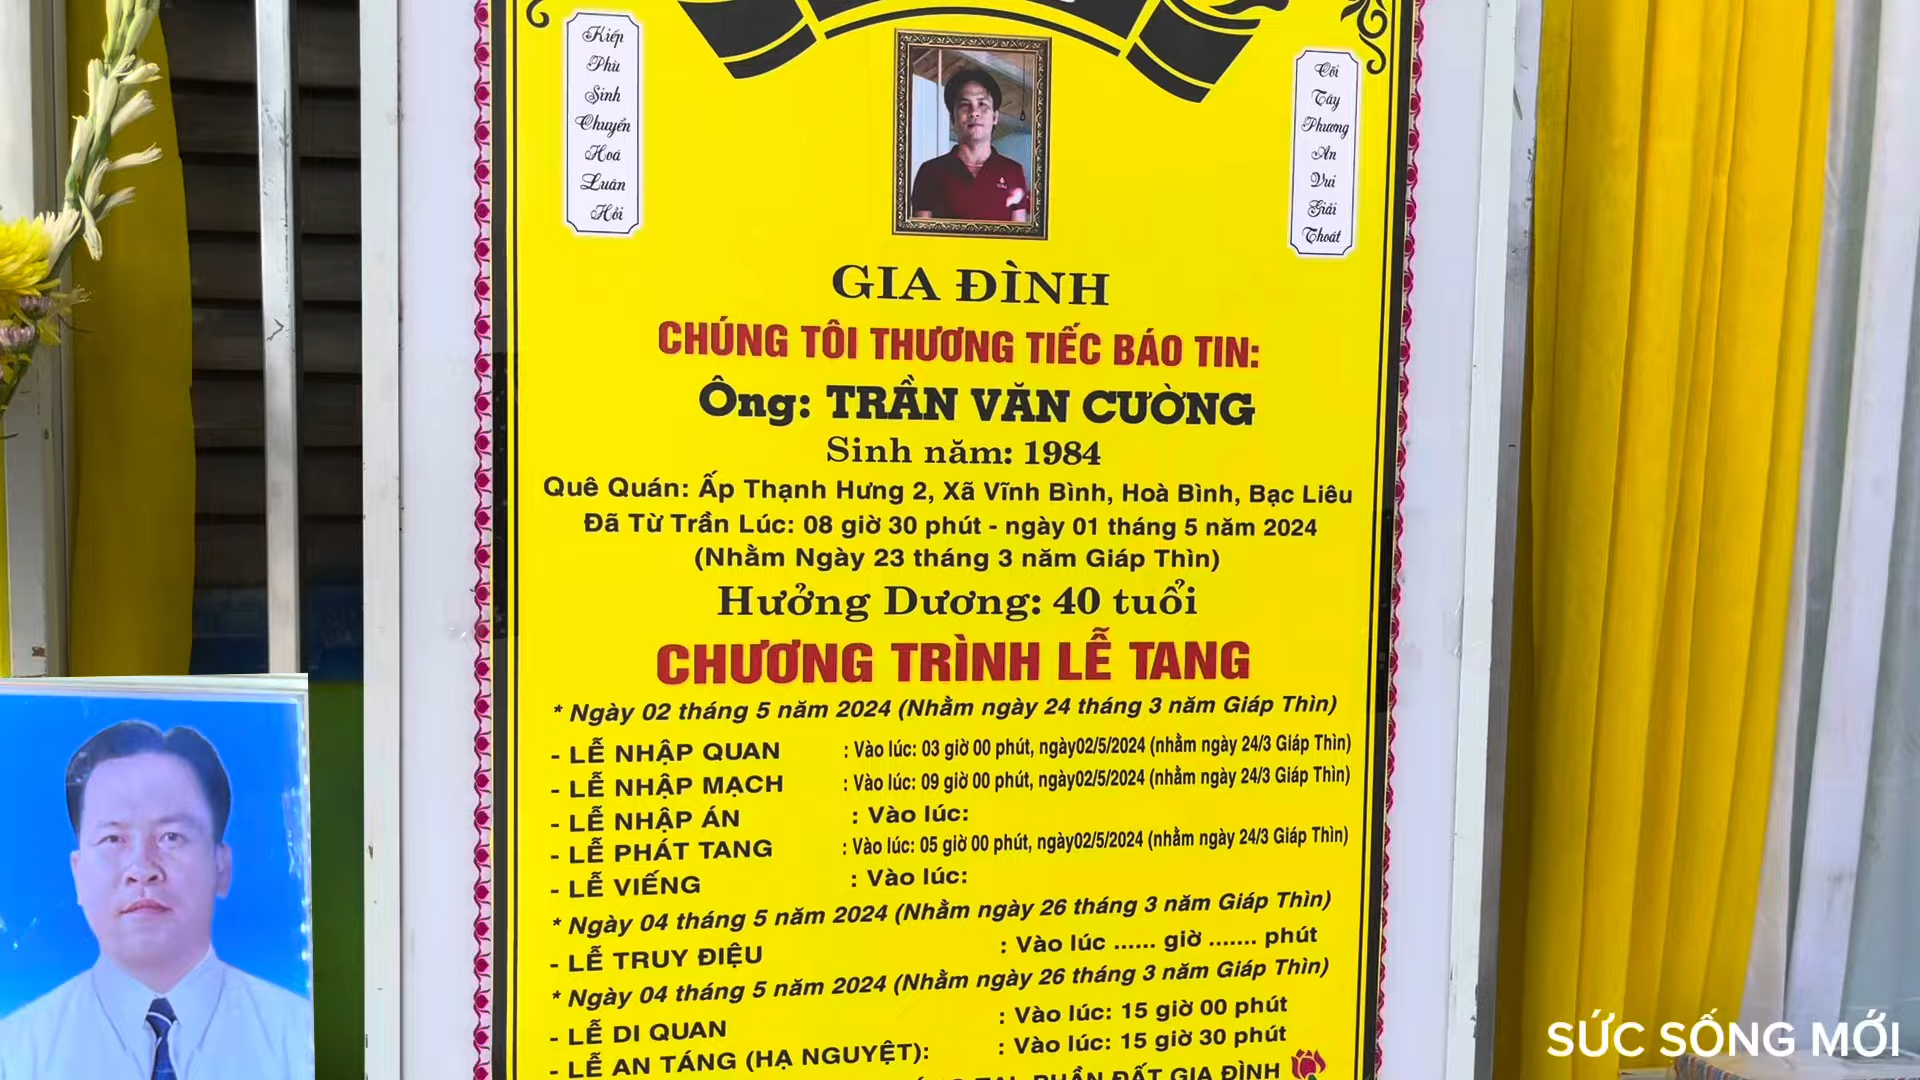 Kiếp
Phù
Sinh
Chuyển
Hoá
Luân
Hồi
Cõi
Tây
Phương
An
Vui
Giải
Thoát
GIA ĐÌNH
CHÚNG TÔI THƯƠNG TIẾC BÁO TIN:
Ông: TRẦN VĂN CƯỜNG
Sinh năm: 1984
Quê Quán: Ấp Thạnh Hưng 2, Xã Vĩnh Bình, Hoà Bình, Bạc Liêu
Đã Từ Trần Lúc: 08 giờ 30 phút - ngày 01 tháng 5 năm 2024
(Nhằm Ngày 23 tháng 3 năm Giáp Thìn)
Hưởng Dương: 40 tuổi
CHƯƠNG TRÌNH LỄ TANG
* Ngày 02 tháng 5 năm 2024 (Nhằm ngày 24 tháng 3 năm Giáp Thìn)
- LỄ NHẬP QUAN : Vào lúc: 03 giờ 00 phút, ngày02/5/2024 (nhằm ngày 24/3 Giáp Thìn)
- LỄ NHẬP MẠCH : Vào lúc: 09 giờ 00 phút, ngày02/5/2024 (nhằm ngày 24/3 Giáp Thìn)
- LỄ NHẬP ÁN : Vào lúc:
- LỄ PHÁT TANG : Vào lúc: 05 giờ 00 phút, ngày02/5/2024 (nhằm ngày 24/3 Giáp Thìn)
- LỄ VIẾNG : Vào lúc:
* Ngày 04 tháng 5 năm 2024 (Nhằm ngày 26 tháng 3 năm Giáp Thìn)
- LỄ TRUY ĐIỆU : Vào lúc ...... giờ ....... phút
* Ngày 04 tháng 5 năm 2024 (Nhằm ngày 26 tháng 3 năm Giáp Thìn)
- LỄ DI QUAN : Vào lúc: 15 giờ 00 phút
- LỄ AN TÁNG (HẠ NGUYỆT): : Vào lúc: 15 giờ 30 phút
PHẦN ĐẤT GIA ĐÌNH
SỨC SỐNG MỚI